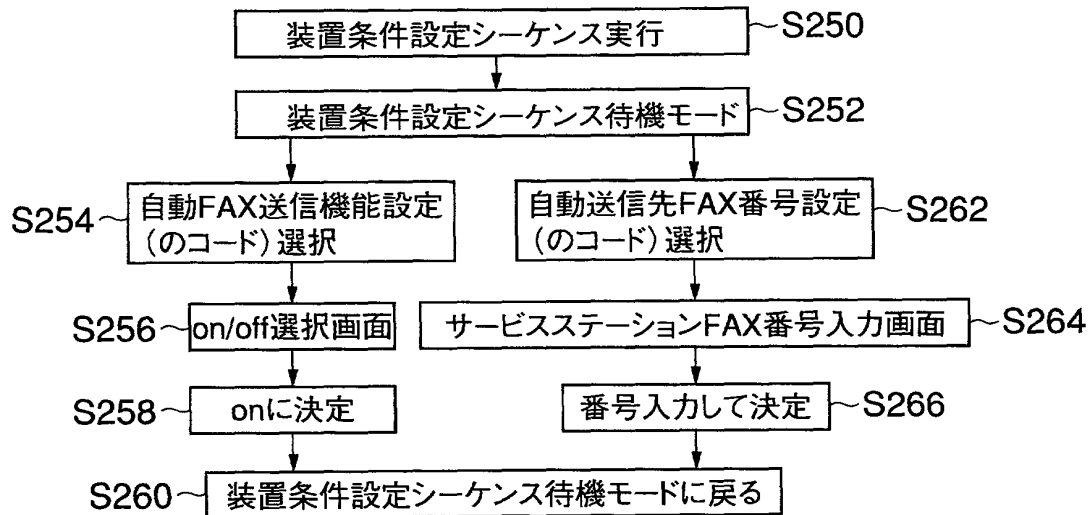 装置条件設定シーケンス実行
S250
装置条件設定シーケンス待機モード
S252
S254
自動FAX送信機能設定
(のコード)選択
自動送信先FAX番号設定
(のコード)選択
S262
S256
on/off選択画面
サービスステーションFAX番号入力画面
S264
S258
onに決定
番号入力して決定
S266
S260
装置条件設定シーケンス待機モードに戻る